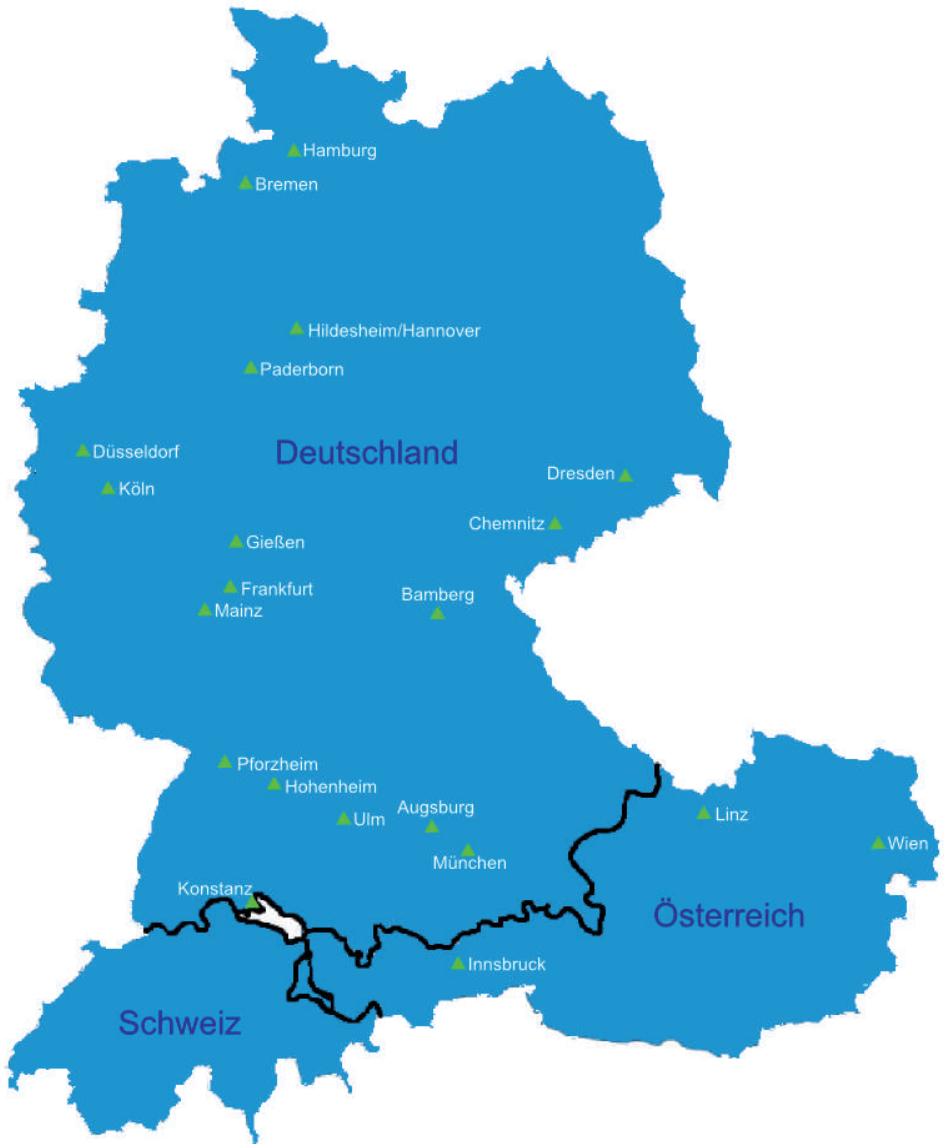 Hamburg
Bremen
Hildesheim/Hannover
Paderborn
Düsseldorf
Deutschland
Dresden
Köln
Chemnitz
Gießen
Frankfurt
Bamberg
Mainz
Pforzheim
Hohenheim
Augsburg
Ulm
Linz
Wien
München
Konstanz
Österreich
Innsbruck
Schweiz